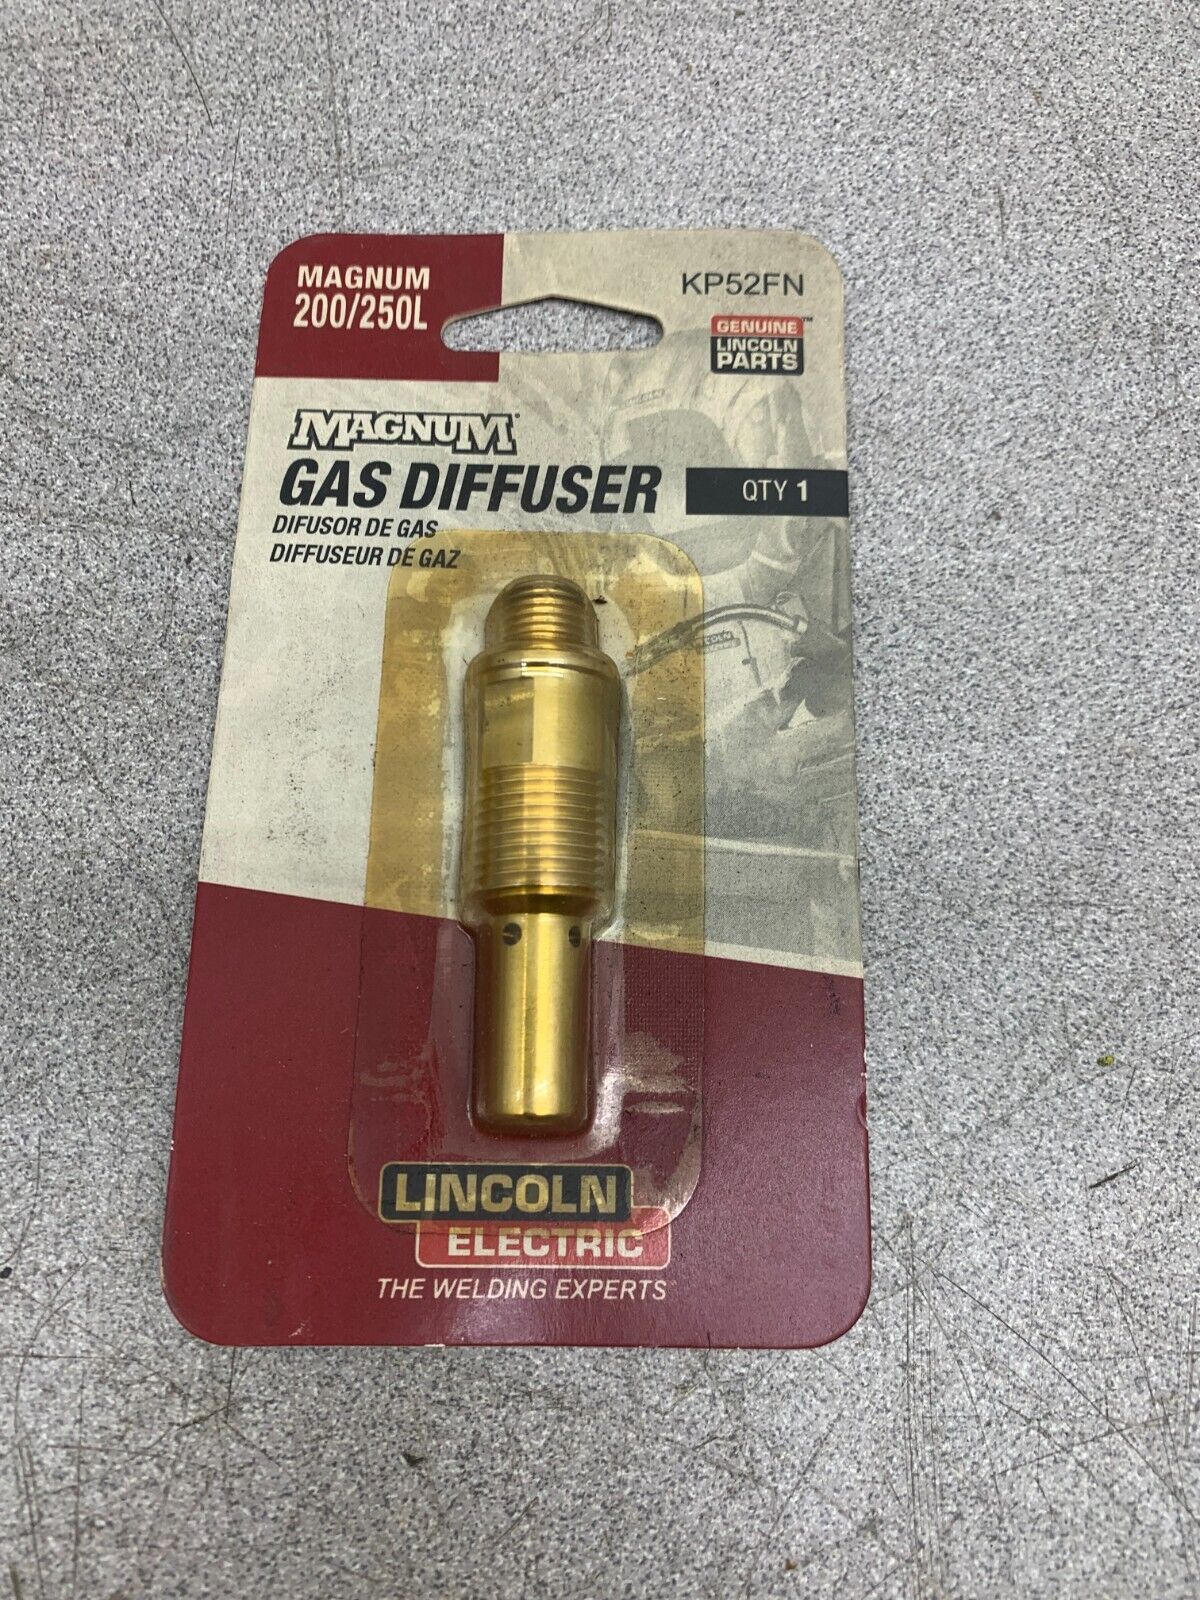 MAGNUM
200/250L
KP52FN
GENUINE ™
LINCOLN
PARTS
MAGNUM
GAS DIFFUSER
QTY 1
DIFUSOR DE GAS
DIFFUSEUR DE GAZ
LINCOLN
ELECTRIC
THE WELDING EXPERTS